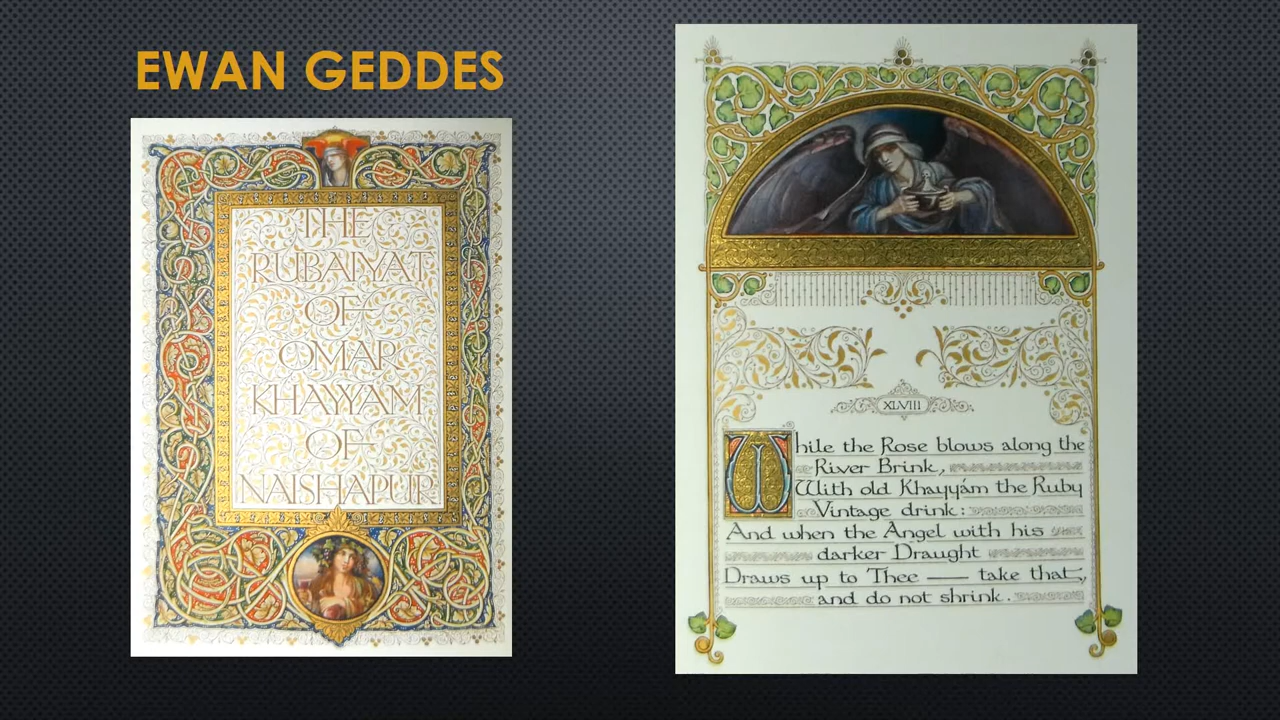 EWAN GEDDES
THE
RUBAIYAT
OF
OMAR
KHAYYAM
OF
NAISHAPUR
XLVIII
While the Rose blows along the
River Brink,
With old Khayyám the Ruby
Vintage drink:
And when the Angel with his
darker Draught
Draws up to Thee — take that,
and do not shrink.